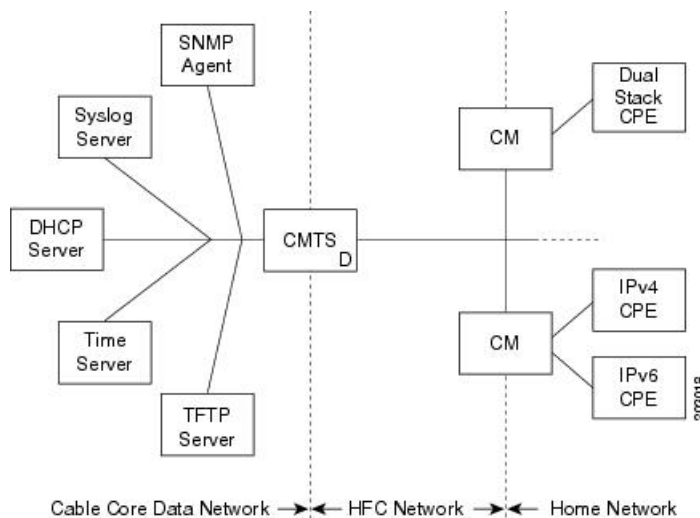 SNMP
Agent
Syslog
Server
DHCP
Server
Time
Server
TFTP
Server
CMTS
D
CM
Dual
Stack
CPE
CM
IPv4
CPE
IPv6
CPE
Cable Core Data Network
HFC Network
Home Network